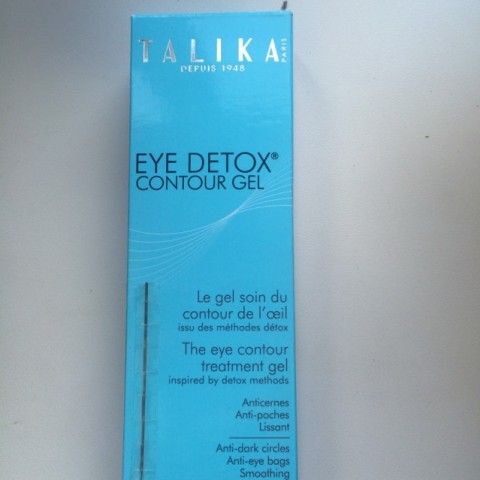 TALIKA
PARIS
DEPUIS 1948
EYE DETOX®
CONTOUR GEL
Le gel soin du
contour de l'œil
issu des méthodes détox
The eye contour
treatment gel
inspired by detox methods
Anticernes
Anti-poches
Lissant
Anti-dark circles
Anti-eye bags
Smoothing